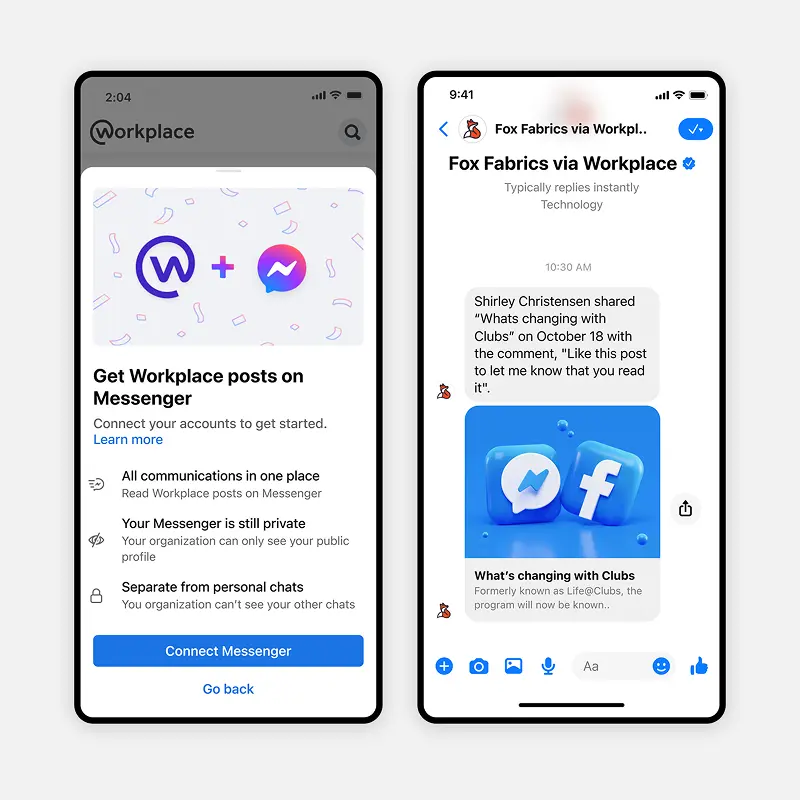 2:04
Workplace
Get Workplace posts on
Messenger
Connect your accounts to get started.
Learn more
All communications in one place
Read Workplace posts on Messenger
Your Messenger is still private
Your organization can only see your public
profile
Separate from personal chats
You organization can't see your other chats
Connect Messenger
Go back
9:41
Fox Fabrics via Workpl..
Fox Fabrics via Workplace
Typically replies instantly
Technology
10:30 AM
Shirley Christensen shared
“Whats changing with
Clubs” on October 18 with
the comment, "Like this post
to let me know that you read
it".
What's changing with Clubs
Formerly known as Life@Clubs, the
program will now be known..
Aa